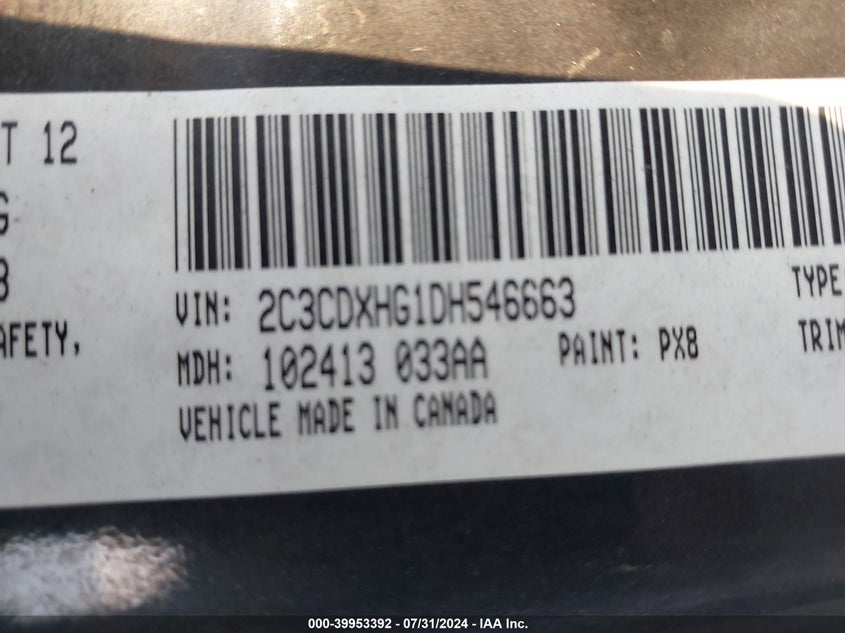 T 12
G
8
AFETY,
VIN: 2C3CDXHG1DH546663
TYPE:
MDH: 102413 033AA PAINT: PX8
TRIM
VEHICLE MADE IN CANADA
000-39953392 - 07/31/2024 - IAA Inc.